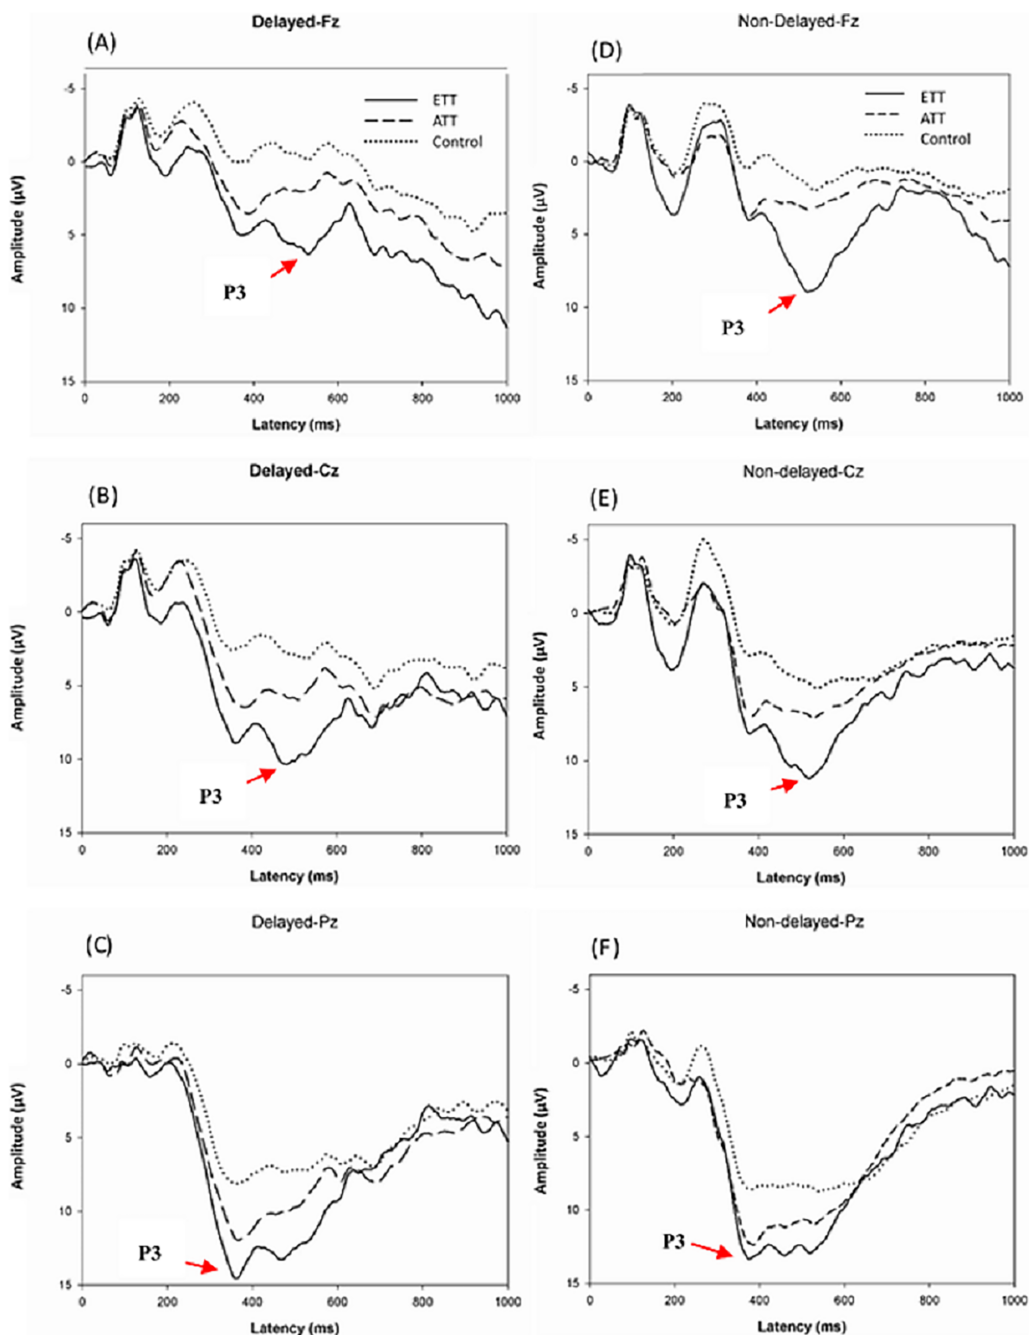 (A)
Delayed-Fz
ETT
ATT
Control
P3
Amplitude (µV)
-5
0
5
10
15
0
200
400
600
800
1000
Latency (ms)
(D)
Non-Delayed-Fz
ETT
ATT
Control
P3
Amplitude (µV)
-5
0
5
10
15
0
200
400
600
800
1000
Latency (ms)
(B)
Delayed-Cz
P3
Amplitude (µV)
-5
0
5
10
15
0
200
400
600
800
1000
Latency (ms)
(E)
Non-delayed-Cz
P3
Amplitude (µV)
-5
0
5
10
15
0
200
400
600
800
1000
Latency (ms)
(C)
Delayed-Pz
P3
Amplitude (µV)
-5
0
5
10
15
0
200
400
600
800
1000
Latency (ms)
(F)
Non-delayed-Pz
P3
Amplitude (µV)
-5
0
5
10
15
0
200
400
600
800
1000
Latency (ms)